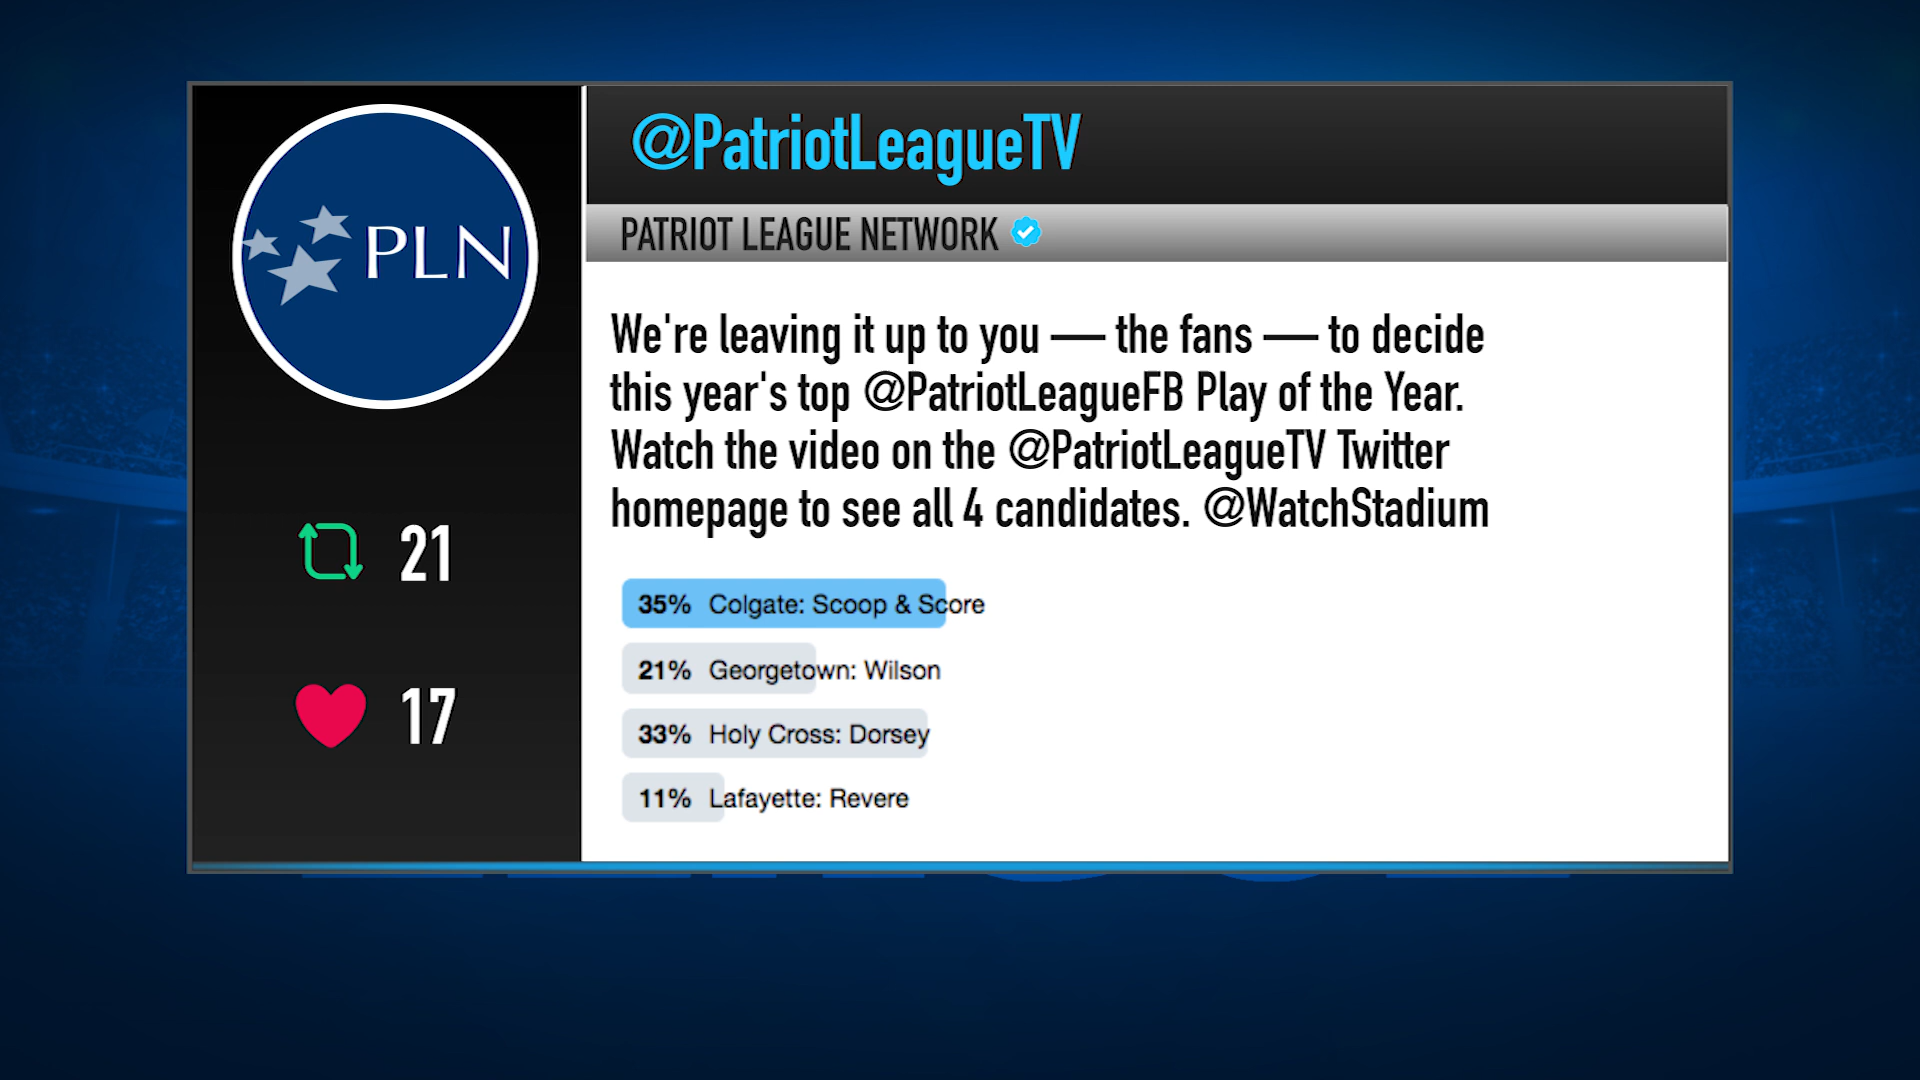 PLN
@PatriotLeagueTV
PATRIOT LEAGUE NETWORK
We're leaving it up to you — the fans — to decide
this year's top @PatriotLeagueFB Play of the Year.
Watch the video on the @PatriotLeagueTV Twitter
homepage to see all 4 candidates. @WatchStadium
21
17
35% Colgate: Scoop & Score
21% Georgetown: Wilson
33% Holy Cross: Dorsey
11% Lafayette: Revere